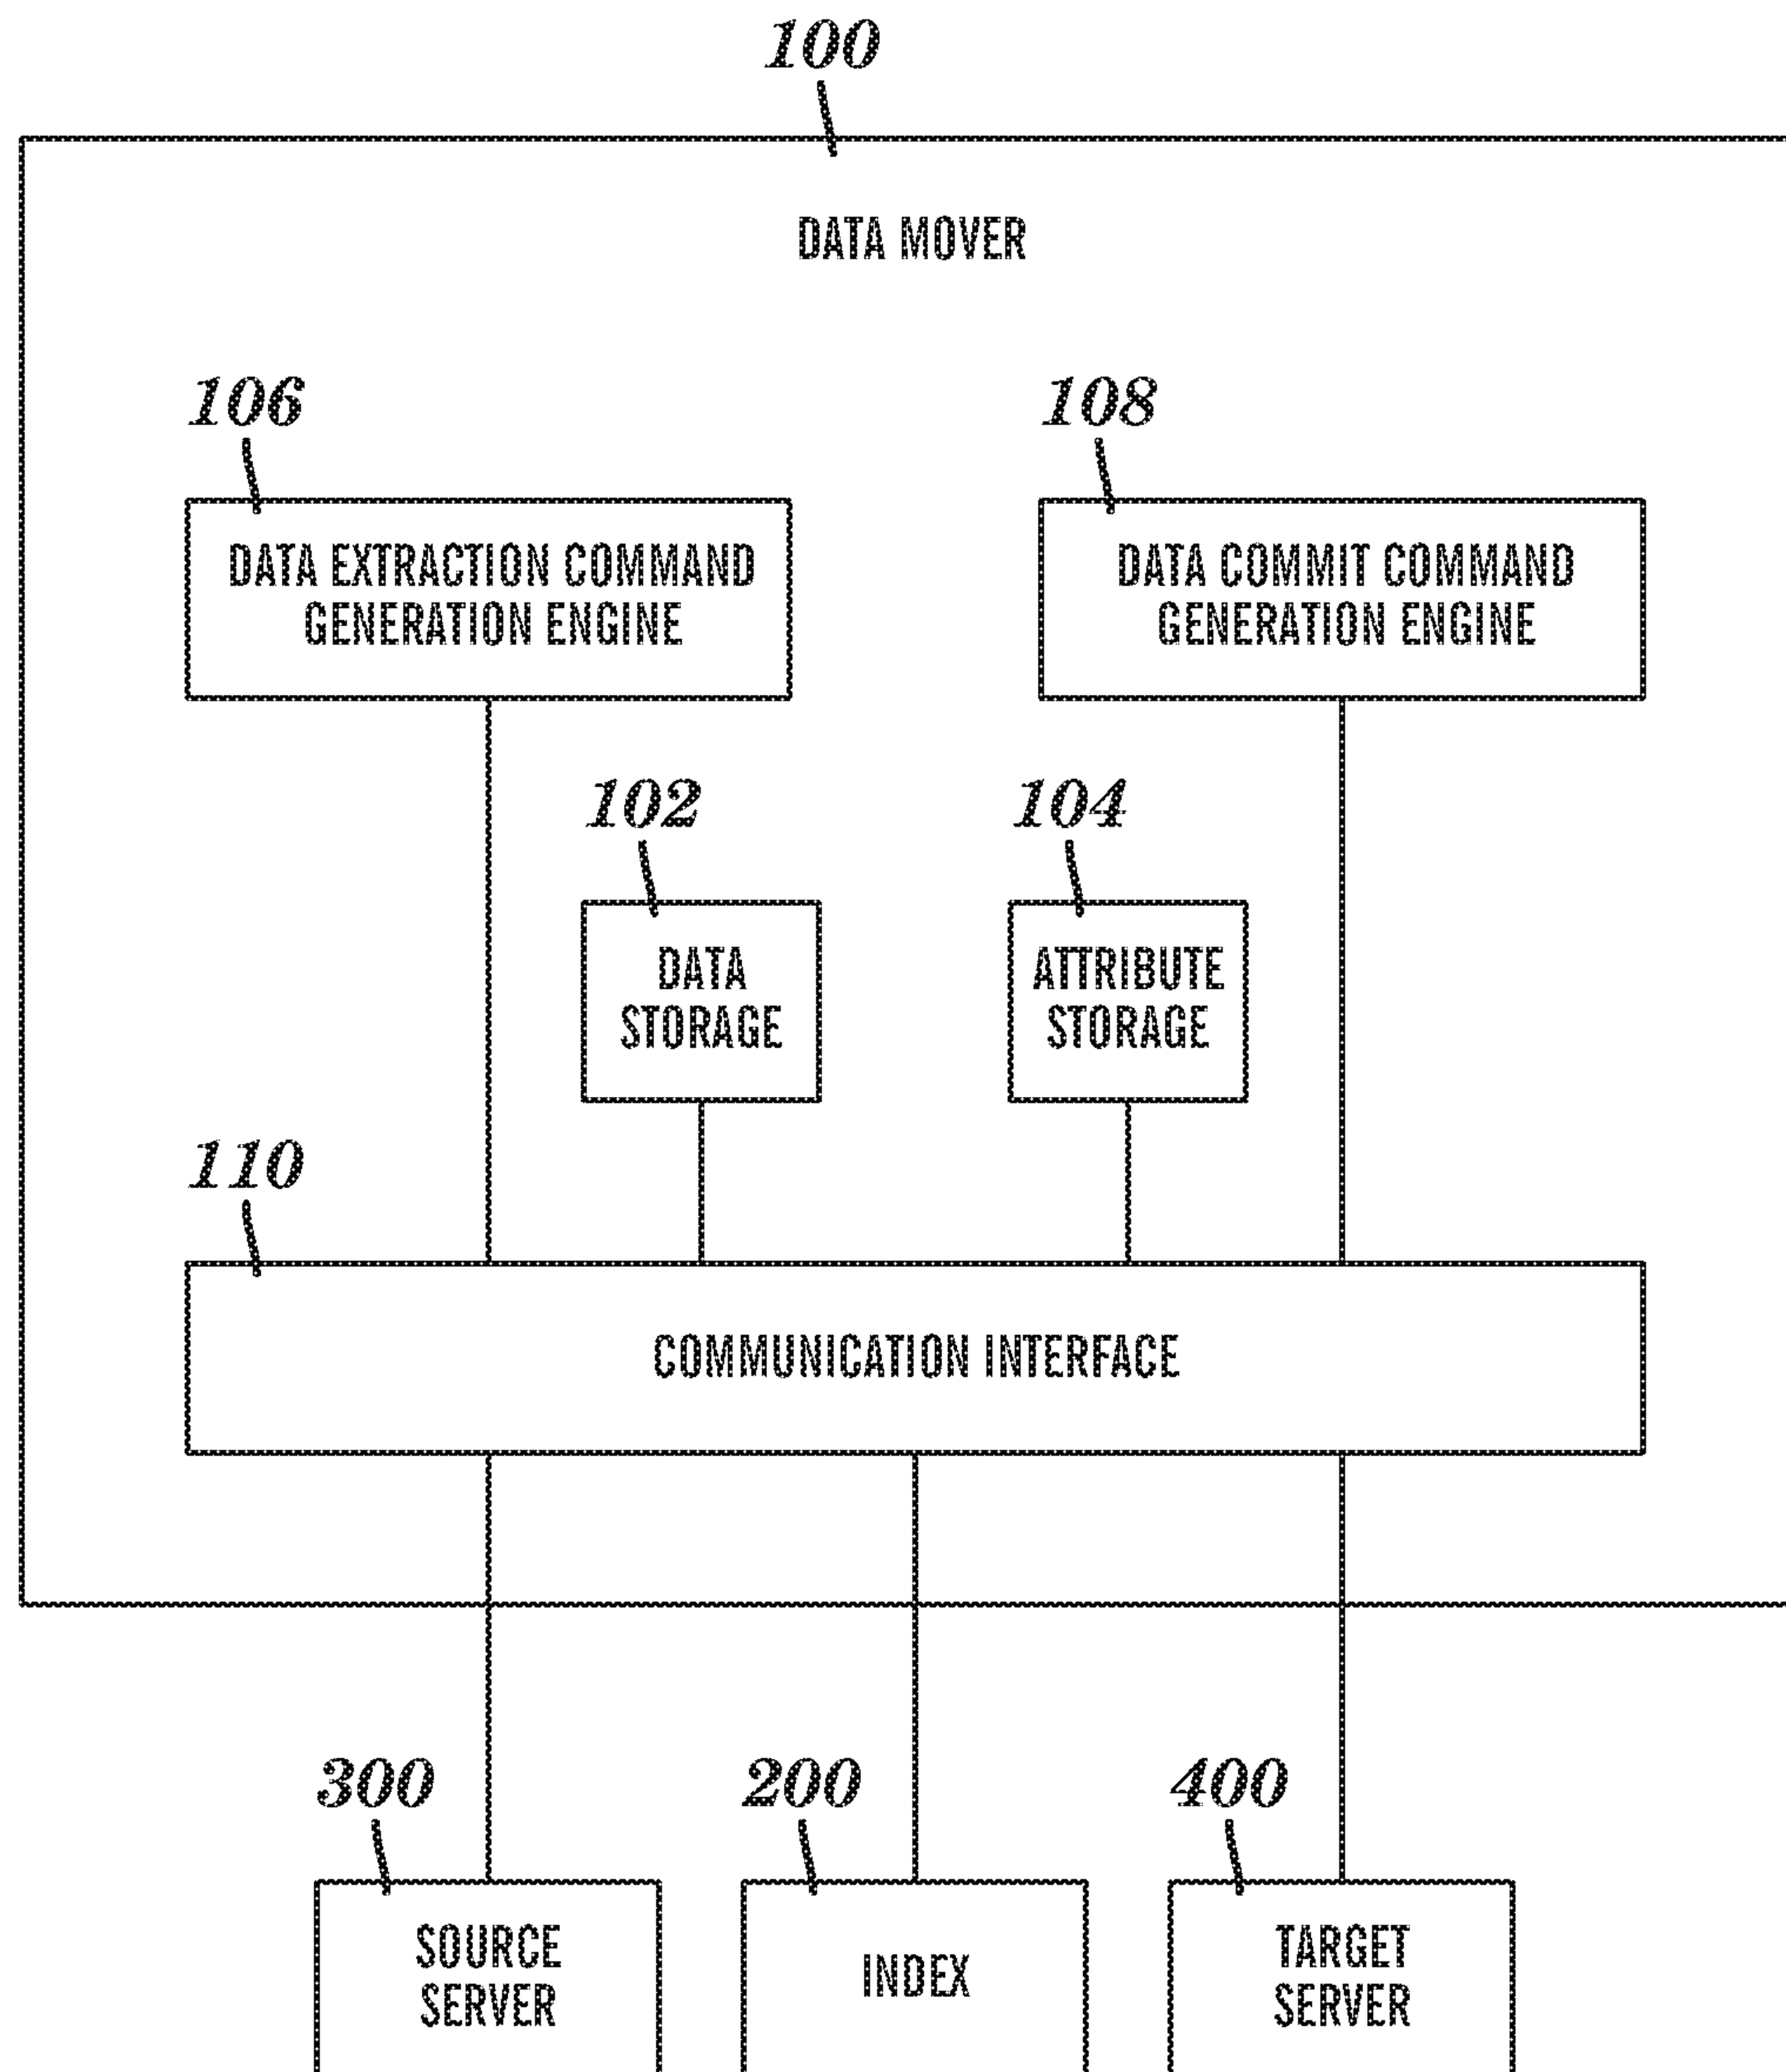 100
DATA MOVER
106
108
DATA EXTRACTION COMMAND
GENERATION ENGINE
DATA COMMIT COMMAND
GENERATION ENGINE
102
104
DATA
STORAGE
ATTRIBUTE
STORAGE
110
COMMUNICATION INTERFACE
300
200
400
SOURCE
SERVER
INDEX
TARGET
SERVER